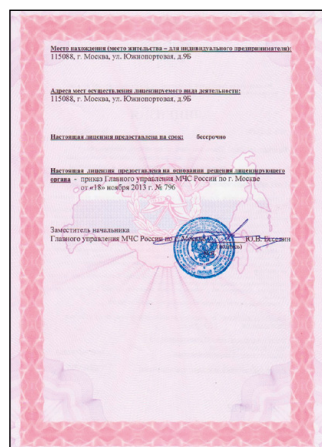 Место нахождения (место жительства – для индивидуального предпринимателя):
115088, г. Москва, ул. Южнопортовая, д.9Б
Адреса мест осуществления лицензируемого вида деятельности:
115088, г. Москва, ул. Южнопортовая, д.9Б
Настоящая лицензия предоставлена на срок: бессрочно
Настоящая лицензия предоставлена на основании решения лицензирующего
органа - приказ Главного управления МЧС России по г. Москве
от «18» ноября 2013 г. № 796
Заместитель начальника
Главного управления МЧС России по г. Москве Ю.П.